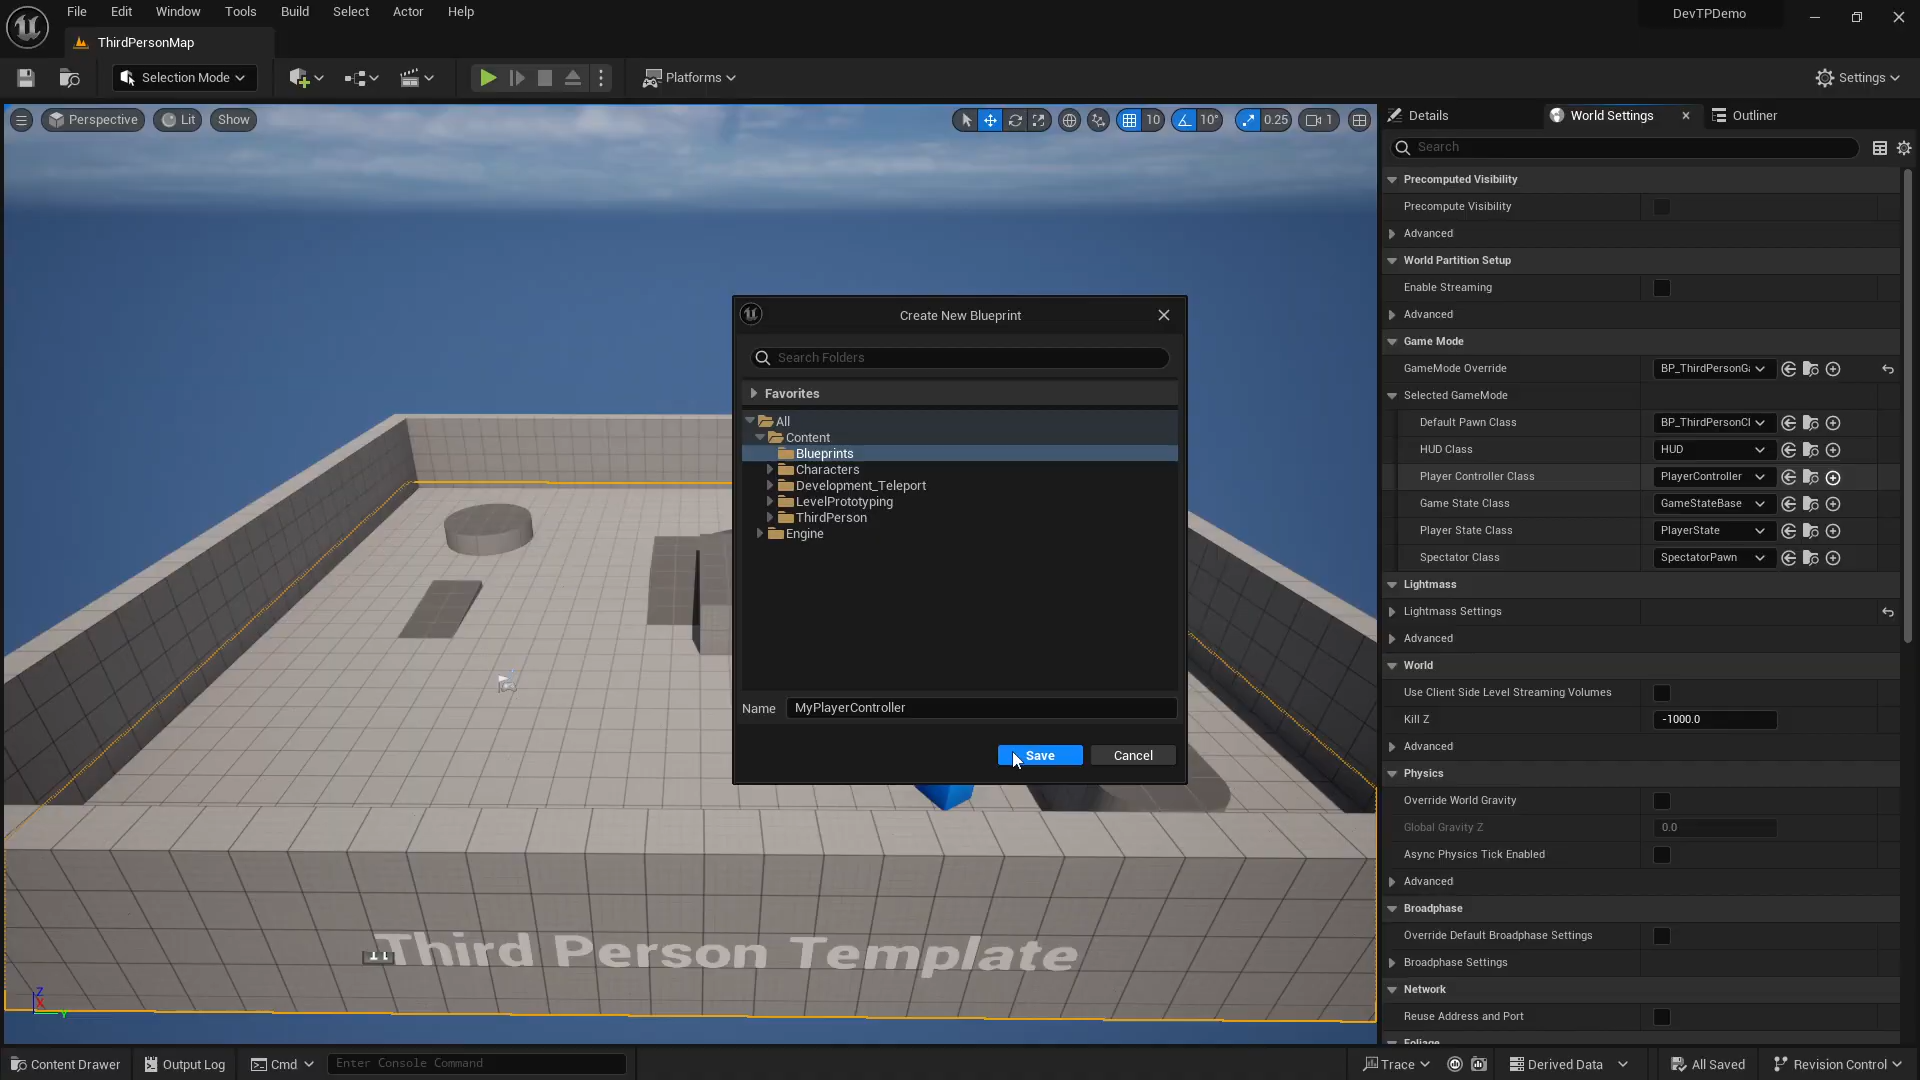 File Edit Window Tools Build Select Actor Help
DevTPDemo
ThirdPersonMap
Selection Mode
Platforms
Settings
Perspective Lit Show
10 10° 0.25 1
Details World Settings Outliner
Search
Precomputed Visibility
Precompute Visibility
Advanced
World Partition Setup
Enable Streaming
Advanced
Game Mode
GameMode Override BP_ThirdPersonGa
Selected GameMode
Default Pawn Class BP_ThirdPersonCl
HUD Class HUD
Player Controller Class PlayerController
Game State Class GameStateBase
Player State Class PlayerState
Spectator Class SpectatorPawn
Lightmass
Lightmass Settings
Advanced
World
Use Client Side Level Streaming Volumes
Kill Z -1000.0
Advanced
Physics
Override World Gravity
Global Gravity Z 0.0
Async Physics Tick Enabled
Advanced
Broadphase
Override Default Broadphase Settings
Broadphase Settings
Network
Reuse Address and Port
Foliage
Create New Blueprint
Search Folders
Favorites
All
Content
Blueprints
Characters
Development_Teleport
LevelPrototyping
ThirdPerson
Engine
Name MyPlayerController
Save Cancel
Third Person Template
Z
X
Y
Content Drawer Output Log Cmd Enter Console Command
Trace Derived Data All Saved Revision Control